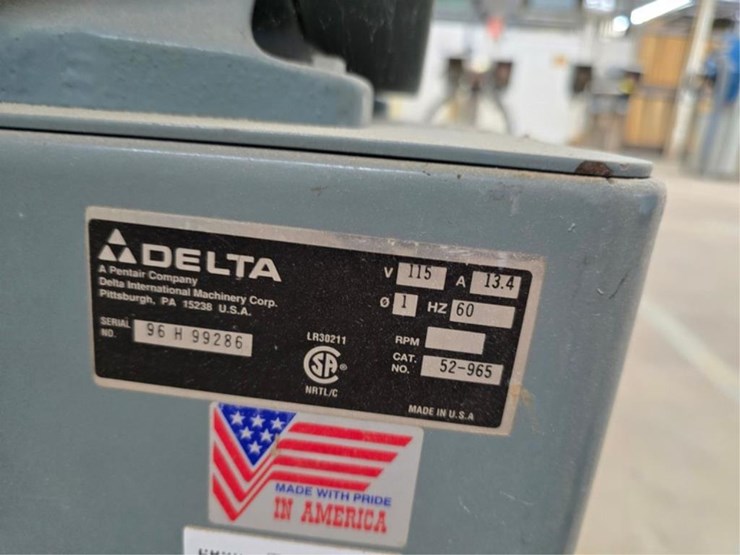 DELTA
A Pentair Company
Delta International Machinery Corp.
Pittsburgh, PA 15238 U.S.A.
SERIAL NO. 96 H 99286
LR30211
SA®
NRTL/C
V 115 A 13.4
Ø 1 HZ 60
RPM
CAT. NO. 52-965
MADE IN U.S.A
MADE WITH PRIDE
IN AMERICA